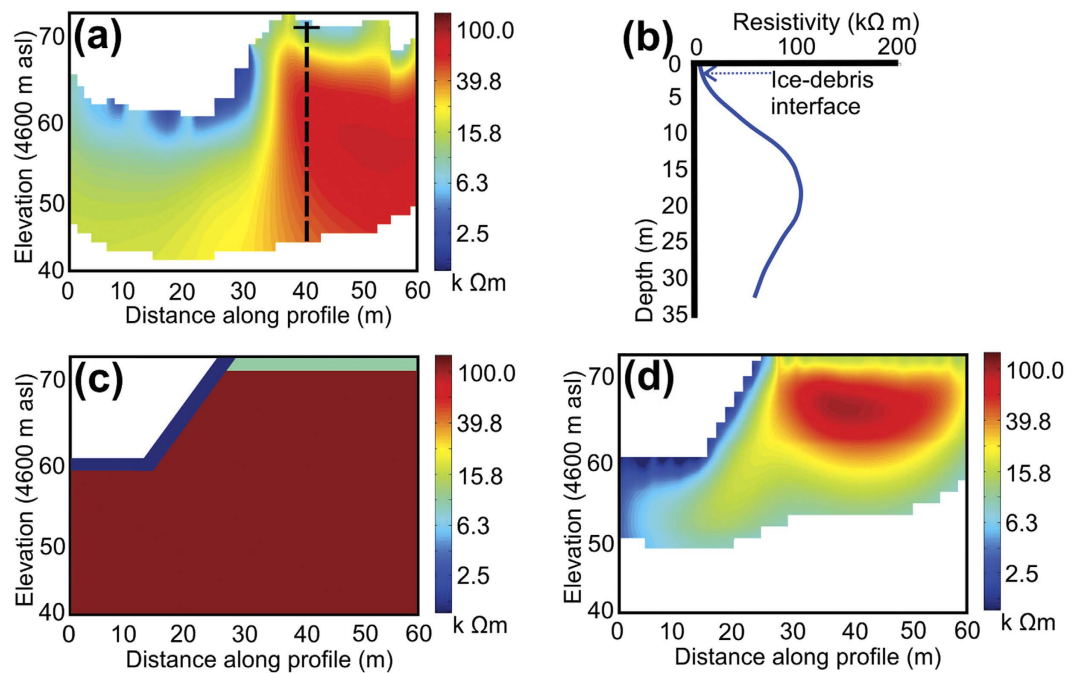 (a)
Elevation (4600 m asl)
70
60
50
40
0 10 20 30 40 50 60
Distance along profile (m)
100.0
39.8
15.8
6.3
2.5
k Ωm
(b)
Resistivity (kΩ m)
0 100 200
Ice-debris
interface
Depth (m)
0
5
10
15
20
25
30
35
(c)
Elevation (4600 m asl)
70
60
50
40
0 10 20 30 40 50 60
Distance along profile (m)
100.0
39.8
15.8
6.3
2.5
k Ωm
(d)
Elevation (4600 m asl)
70
60
50
40
0 10 20 30 40 50 60
Distance along profile (m)
100.0
39.8
15.8
6.3
2.5
k Ωm